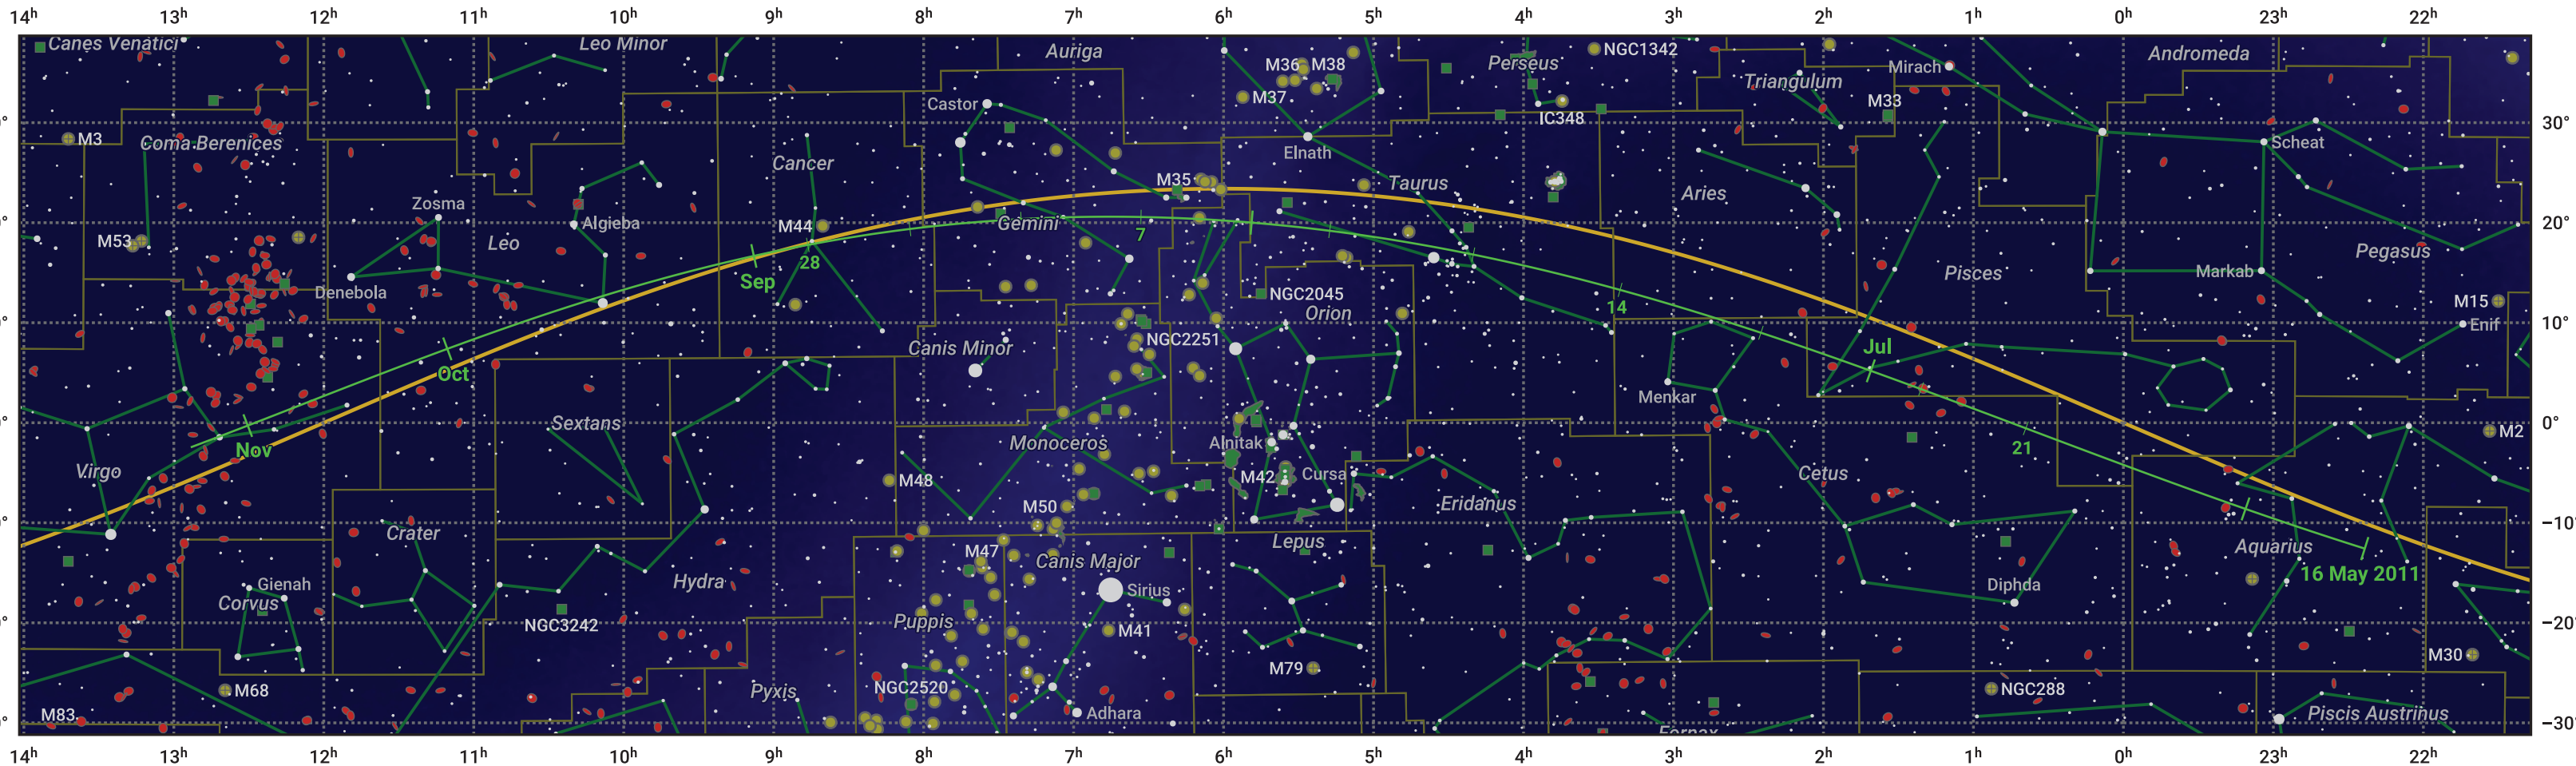 14ʰ 13ʰ 12ʰ 11ʰ 10ʰ 9ʰ 8ʰ 7ʰ 6ʰ 5ʰ 4ʰ 3ʰ 2ʰ 1ʰ 0ʰ 23ʰ 22ʰ
Canes Venatici
Leo Minor
Auriga
M36
M38
Perseus
NGC1342
Mirach
Andromeda
Triangulum
Castor
M37
IC348
M33
30°
M3
Coma Berenices
Elnath
Scheat
Cancer
M35
Taurus
Aries
20°
Zosma
Algieba
M44
Gemini
M53
Leo
7
28
Sep
Pisces
Markab
Pegasus
Denebola
NGC2045
Orion
14
M15
Enif
10°
Canis Minor
NGC2251
Jul
Oct
Menkar
Sextans
0°
M2
Nov
Monoceros
Alnitak
21
Virgo
M48
M42
Cursa
Cetus
Eridanus
M50
−10°
Crater
M47
Canis Major
Lepus
Aquarius
16 May 2011
Gienah
Corvus
Hydra
Sirius
Diphda
NGC3242
Puppis
M41
−20°
M79
M30
M68
Pyxis
NGC2520
NGC288
M83
Adhara
Piscis Austrinus
−30°
Fornax
14ʰ 13ʰ 12ʰ 11ʰ 10ʰ 9ʰ 8ʰ 7ʰ 6ʰ 5ʰ 4ʰ 3ʰ 2ʰ 1ʰ 0ʰ 23ʰ 22ʰ